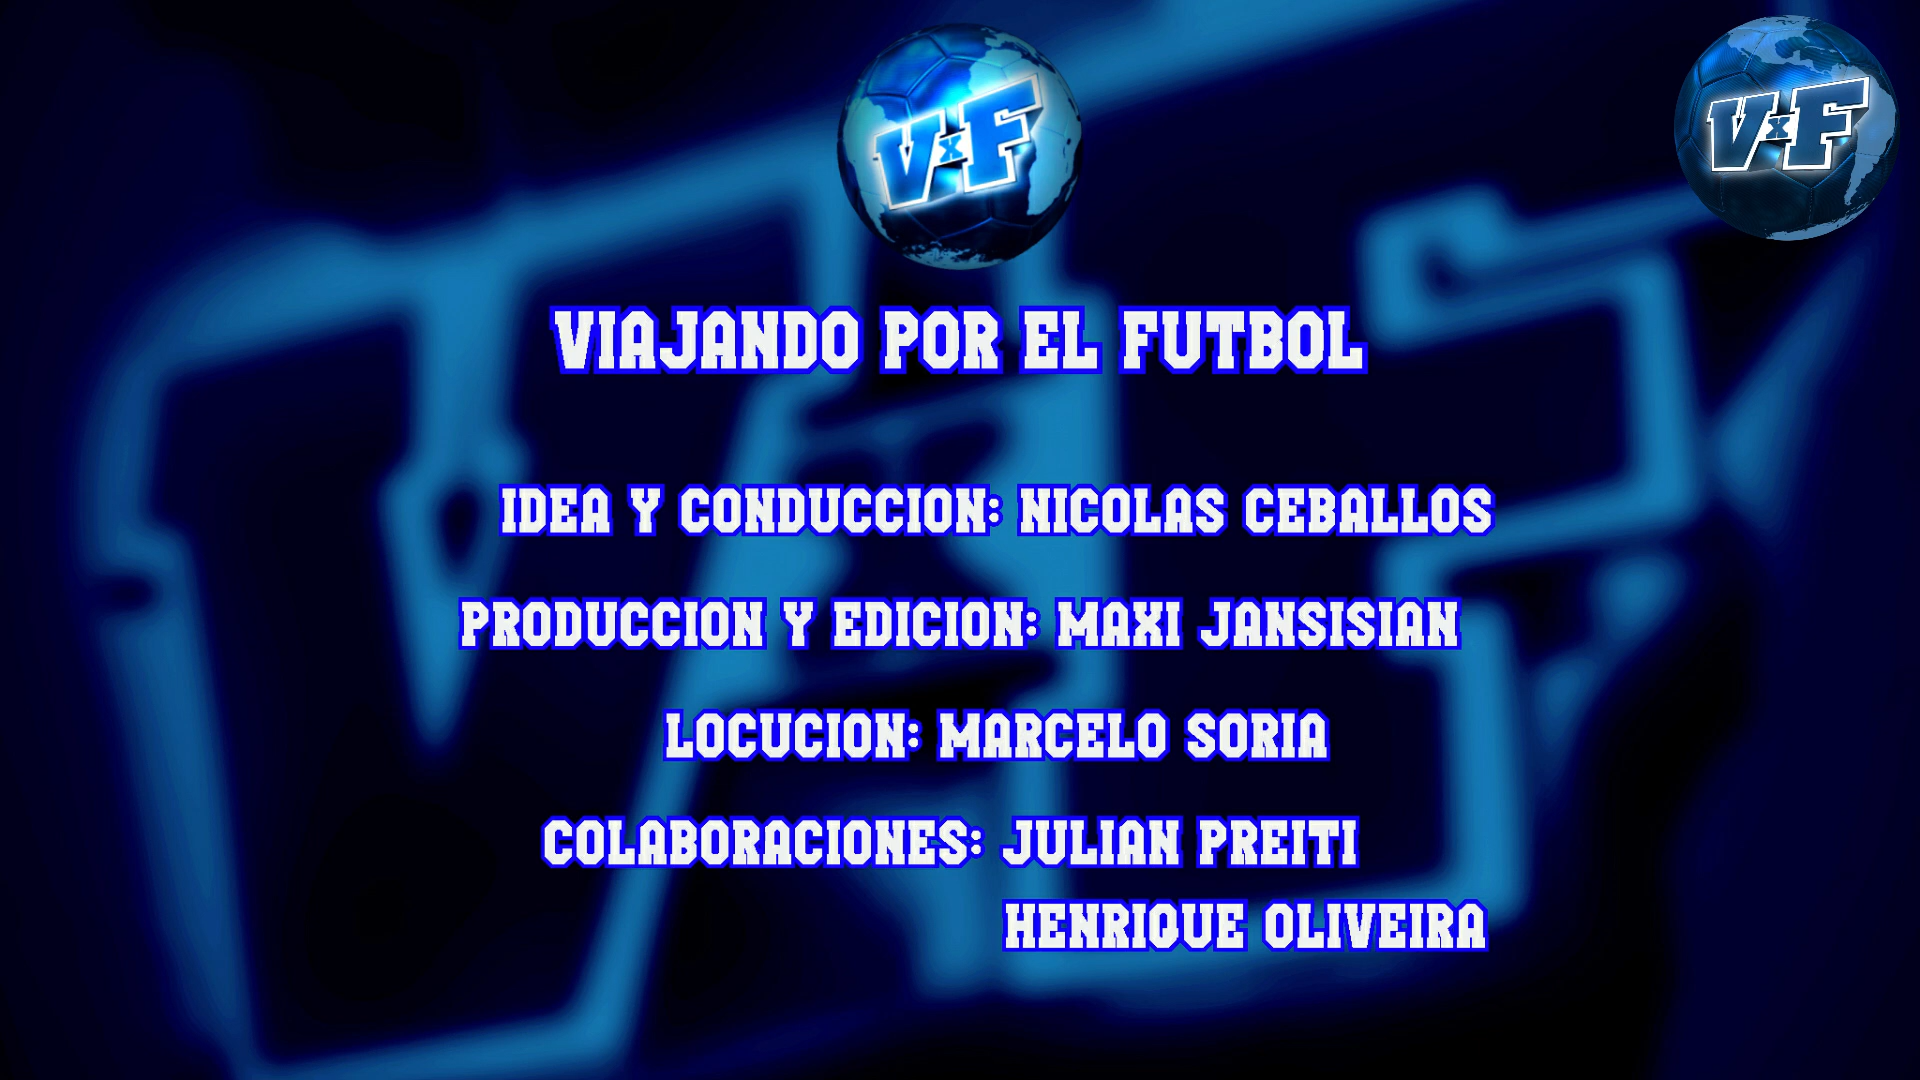 VxF
VxF
VIAJANDO POR EL FUTBOL
IDEA Y CONDUCCION: NICOLAS CEBALLOS
PRODUCCION Y EDICION: MAXI JANSISIAN
LOCUCION: MARCELO SORIA
COLABORACIONES: JULIAN PREITI
HENRIQUE OLIVEIRA